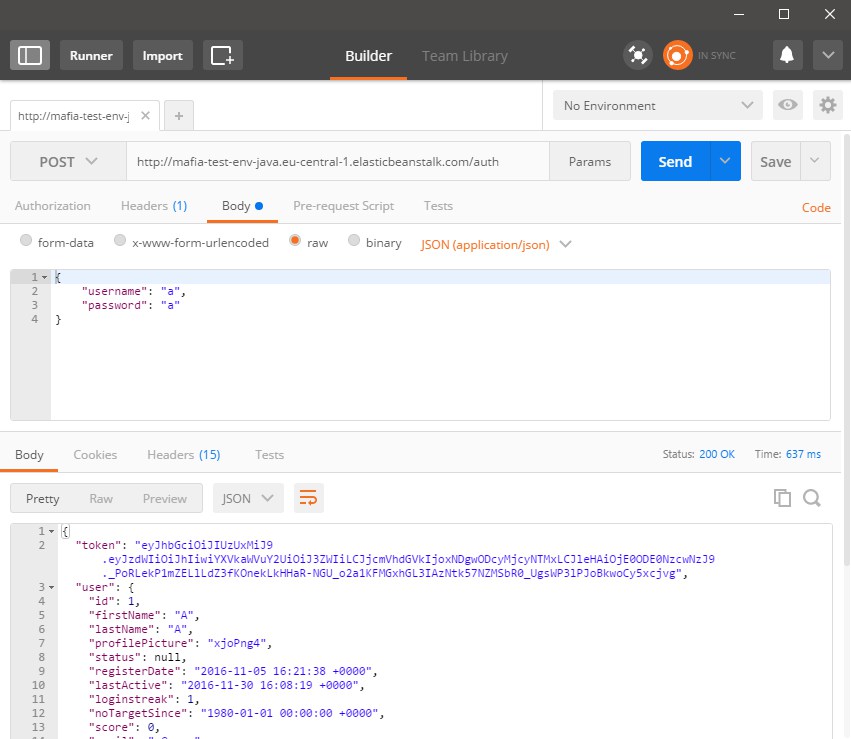 Runner
Import
Builder
Team Library
IN SYNC
http://mafia-test-env-j
No Environment
POST
http://mafia-test-env-java.eu-central-1.elasticbeanstalk.com/auth
Params
Send
Save
Authorization
Headers (1)
Body
Pre-request Script
Tests
Code
form-data
x-www-form-urlencoded
raw
binary
JSON (application/json)
1 {
2 "username": "a",
3 "password": "a"
4 }
Body
Cookies
Headers (15)
Tests
Status: 200 OK
Time: 637 ms
Pretty
Raw
Preview
JSON
1 {
2 "token": "eyJhbGciOiJIUzUxMiJ9
.eyJzdWIiOiJhIiwiYXVkaWVuY2UiOiJ3ZWIiLCJjcmVhdGVkIjoxNDgwODcyMjcyNTMxLCJleHAiOjE0ODE0NzcwNzJ9
._PoRLekP1mZELlLdZ3fKOnekLkHHaR-NGU_o2a1KFMGxhGL3IAzNtk57NZMSbR0_UgsWP3lPJoBkwoCy5xcjvg",
3 "user": {
4 "id": 1,
5 "firstName": "A",
6 "lastName": "A",
7 "profilePicture": "xjoPng4",
8 "status": null,
9 "registerDate": "2016-11-05 16:21:38 +0000",
10 "lastActive": "2016-11-30 16:08:19 +0000",
11 "loginstreak": 1,
12 "noTargetSince": "1980-01-01 00:00:00 +0000",
13 "score": 0,